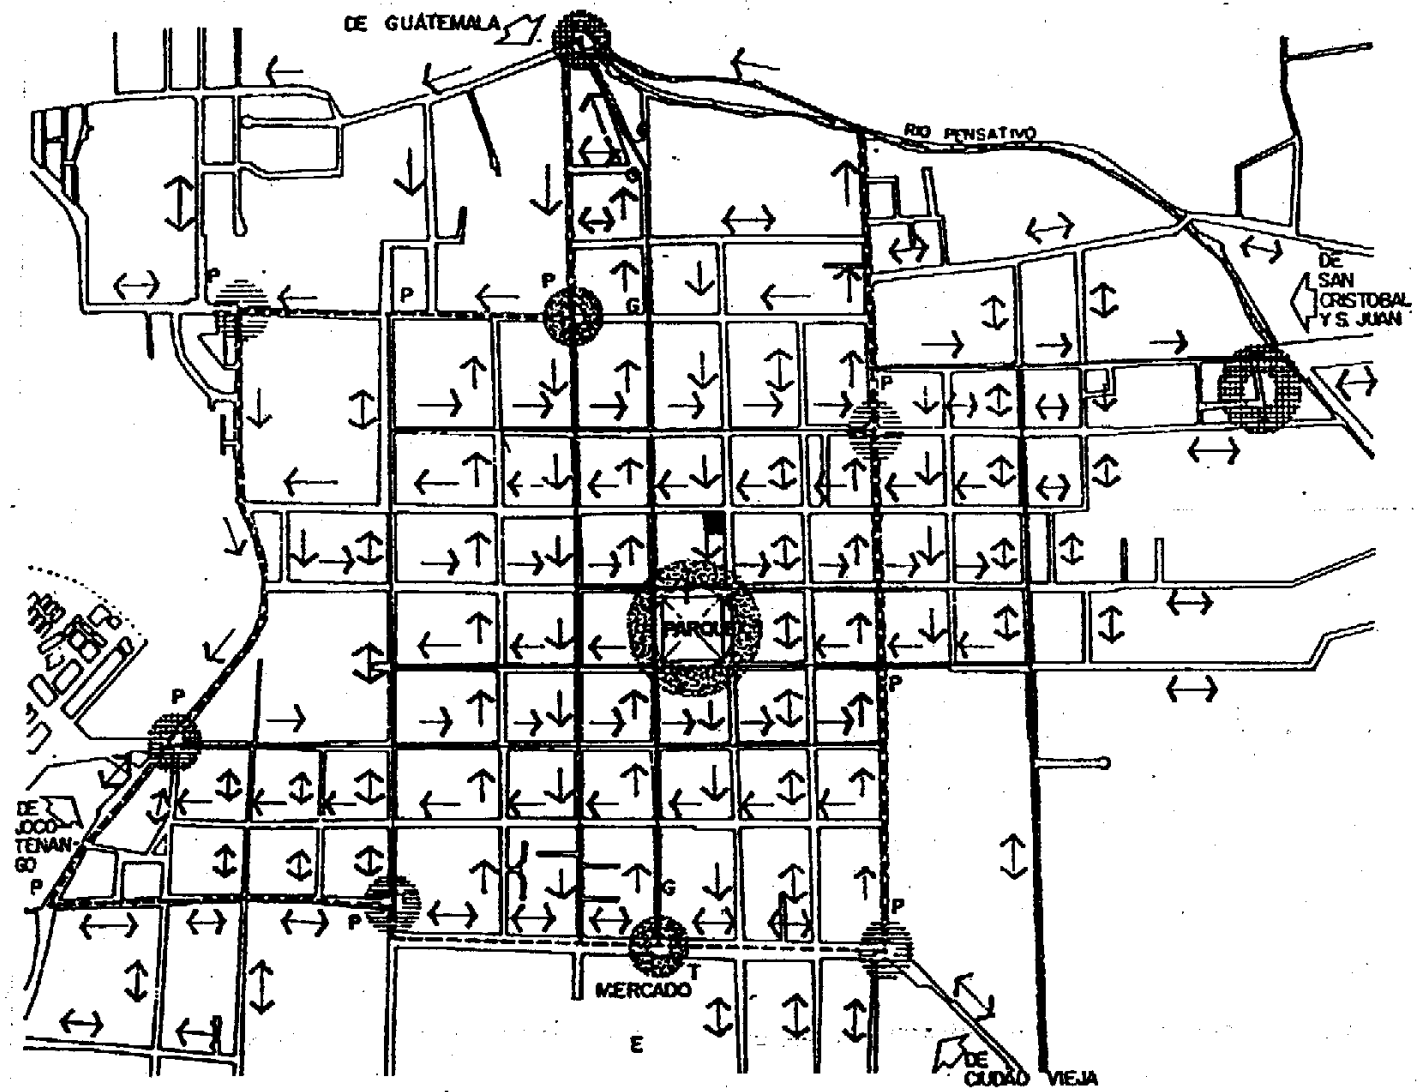 DE GUATEMALA
RIO PENSATIVO
DE
SAN
CRISTOBAL
Y S. JUAN
P
P
P
G
P
PARQUE
P
P
DE
JOCO-
TENAN-
GO
P
G
P
P
T
MERCADO
E
DE
CIUDAD VIEJA